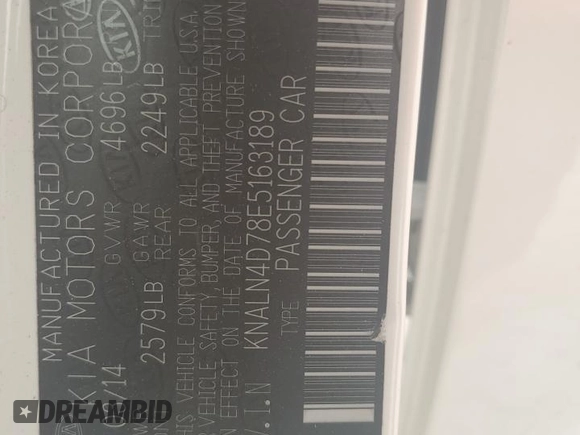 MANUFACTURED IN KOREA
KIA MOTORS CORPORA
/14 GVWR 4696LB
2579LB GAWR REAR 2249LB
THIS VEHICLE CONFORMS TO ALL APPLICABLE U.S.A.
VEHICLE SAFETY, BUMPER, AND THEFT PREVENTION
IN EFFECT ON THE DATE OF MANUFACTURE SHOWN
V.I.N KNALN4D78E5163189
TYPE PASSENGER CAR
DREAMBID